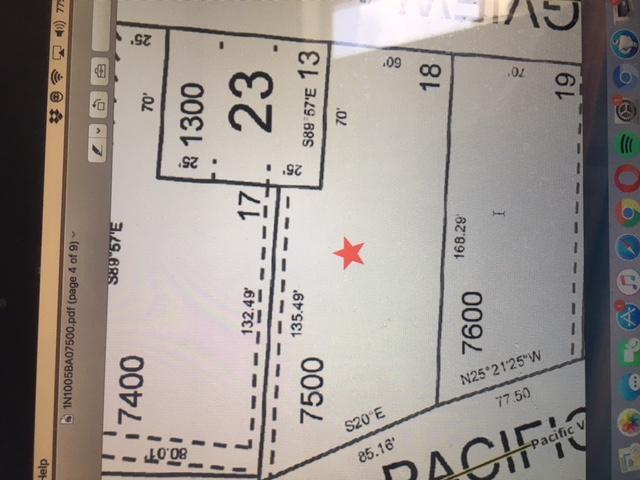 Help
1N1005BA07500.pdf (page 4 of 9)
775
25'
70'
1300
25
23
S89°57'E
13
25'
70'
60'
18
70'
19
S89°57'E
17
132.49'
135.49'
168.29'
7400
7500
7600
80.01'
S20°E
85.16'
N25°21'25"W
77.50
PACIFIC
Pacific V
GVIEW